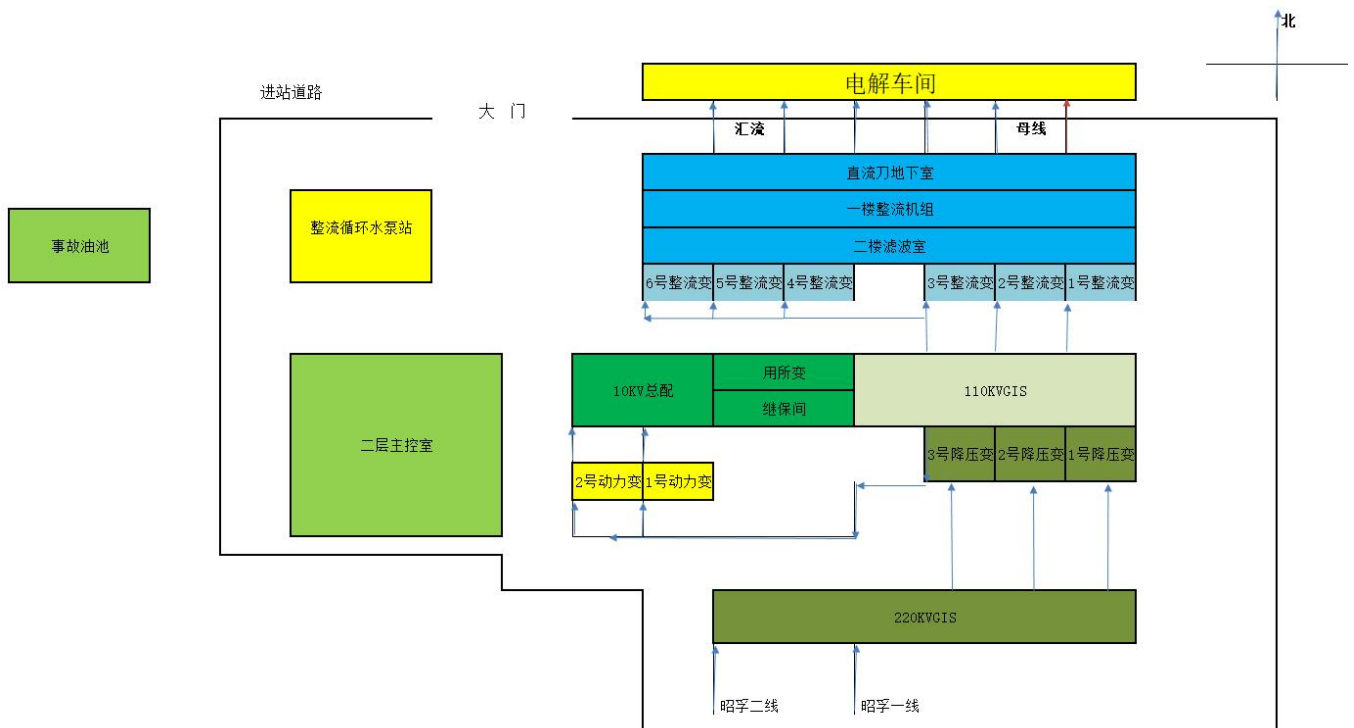 北
电解车间
进站道路
大 门
汇流
母线
直流刀地下室
一楼整流机组
整流循环水泵站
事故油池
二楼滤波室
6号整流变
5号整流变
4号整流变
3号整流变
2号整流变
1号整流变
用所变
10KV总配
110KVGIS
继保间
二层主控室
3号降压变
2号降压变
1号降压变
2号动力变
1号动力变
220KVGIS
昭孚二线
昭孚一线